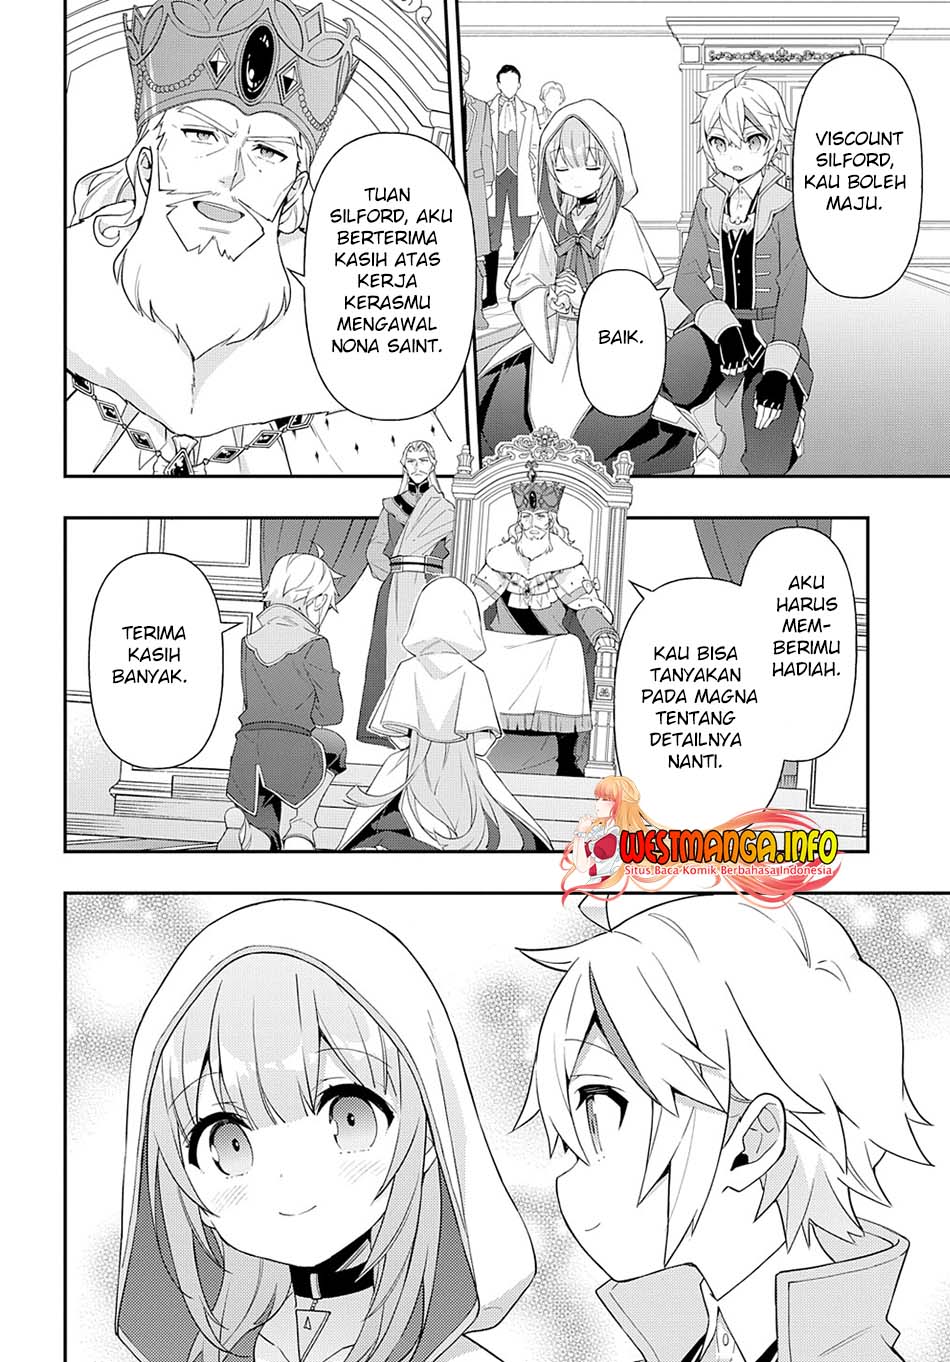 VISCOUNT
SILFORD,
KAU BOLEH
MAJU.
BAIK.
TUAN
SILFORD, AKU
BERTERIMA
KASIH ATAS
KERJA
KERASMU
MENGAWAL
NONA SAINT.
AKU
HARUS
MEM-
BERIMU
HADIAH.
KAU BISA
TANYAKAN
PADA MAGNA
TENTANG
DETAILNYA
NANTI.
TERIMA
KASIH
BANYAK.
WESTMANGA.INFO
Situs Baca Komik Berbahasa Indonesia